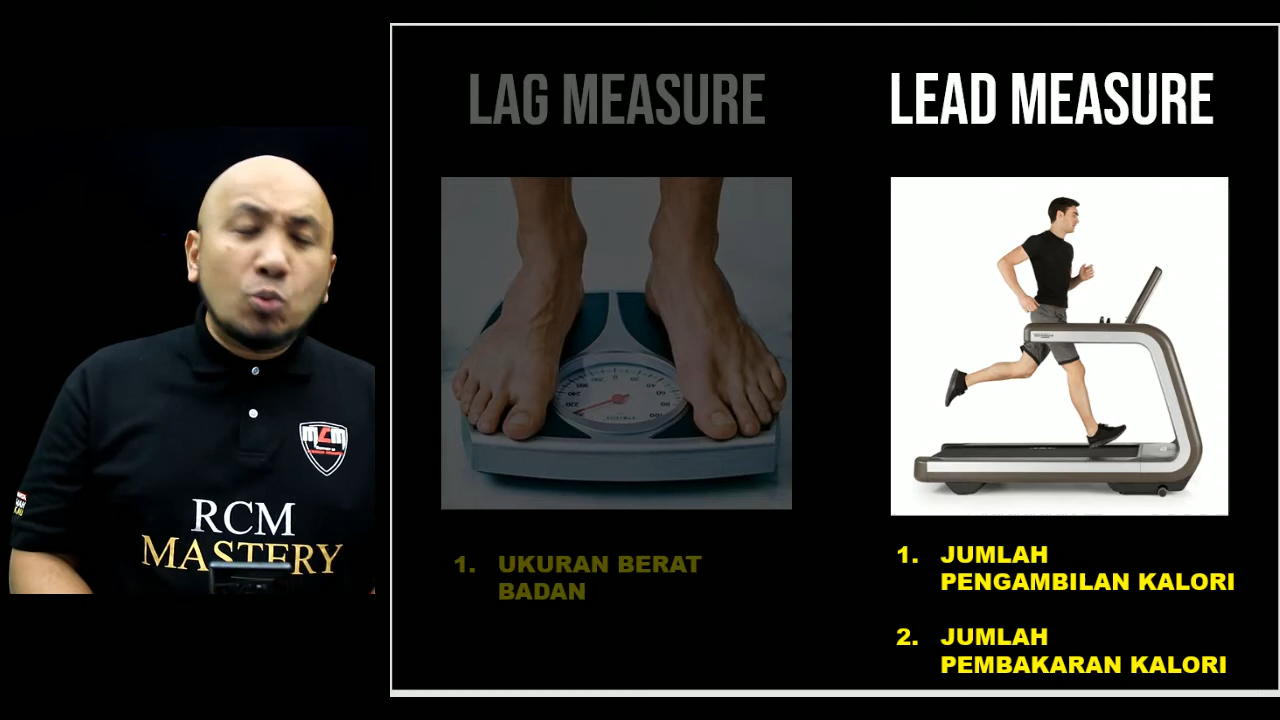 LAG MEASURE
LEAD MEASURE
1. UKURAN BERAT
BADAN
1. JUMLAH
PENGAMBILAN KALORI
2. JUMLAH
PEMBAKARAN KALORI
RCM
MASTERY